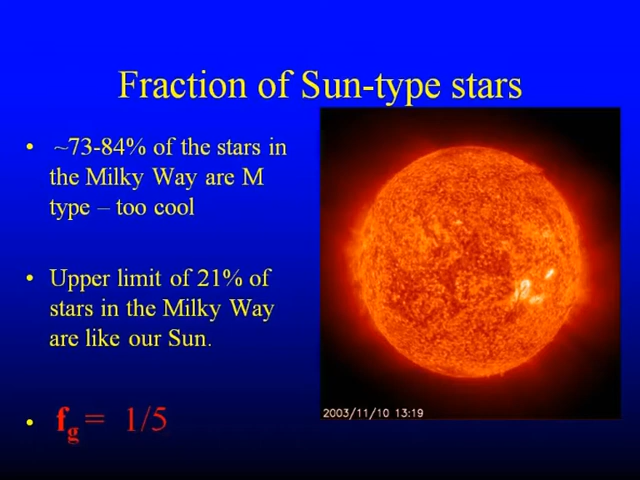 Fraction of Sun-type stars
• ~73-84% of the stars in
the Milky Way are M
type – too cool
• Upper limit of 21% of
stars in the Milky Way
are like our Sun.
• fg = 1/5
2003/11/10 13:19